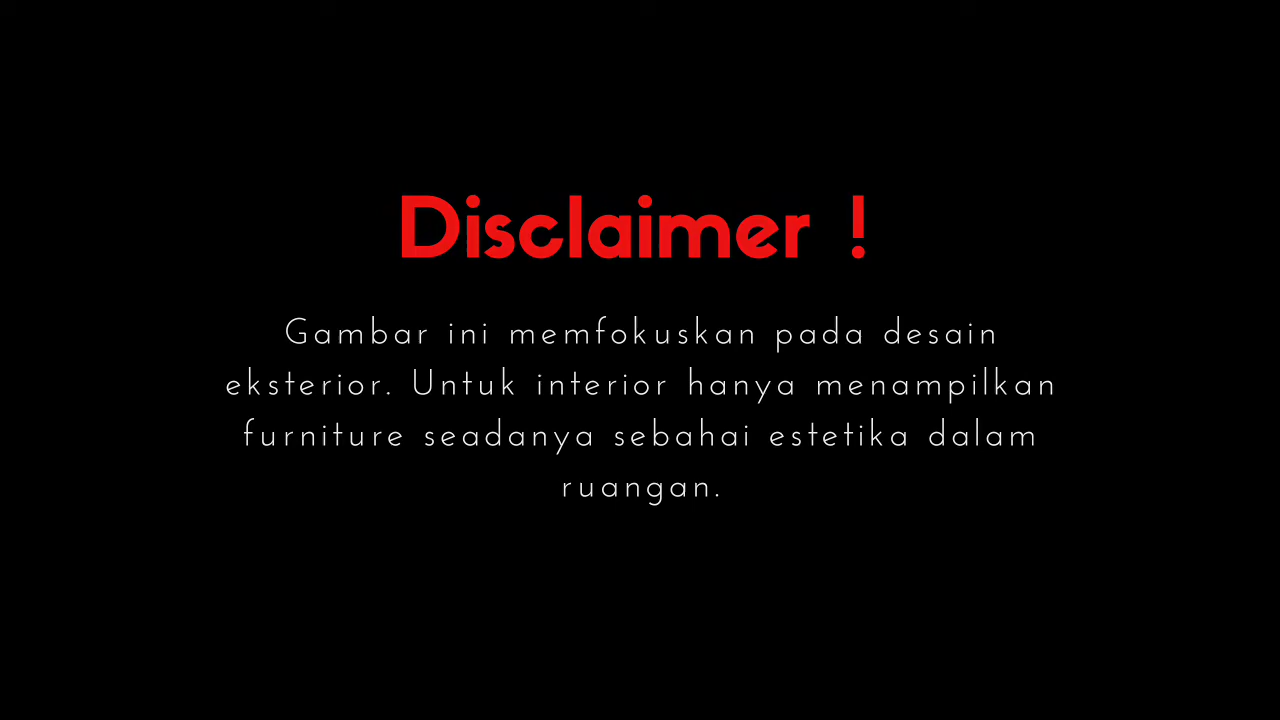 Disclaimer !
Gambar ini memfokuskan pada desain
eksterior. Untuk interior hanya menampilkan
furniture seadanya sebahai estetika dalam
ruangan.